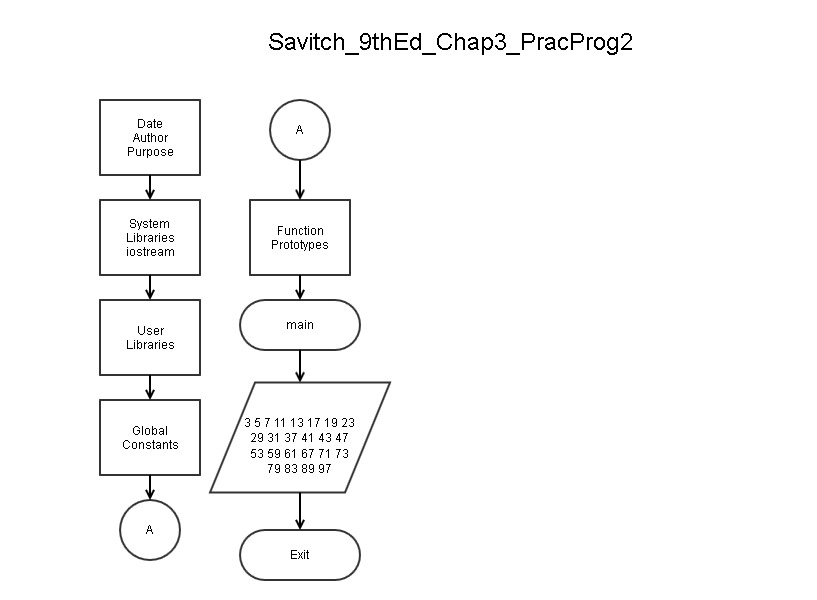 Savitch_9thEd_Chap3_PracProg2
Date
Author
Purpose
System
Libraries
iostream
User
Libraries
Global
Constants
A
A
Function
Prototypes
main
3 5 7 11 13 17 19 23
29 31 37 41 43 47
53 59 61 67 71 73
79 83 89 97
Exit